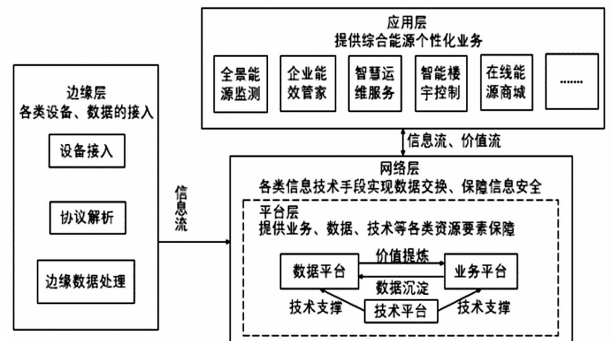 边缘层
各类设备、数据的接入
设备接入
协议解析
边缘数据处理
信息流
应用层
提供综合能源个性化业务
全景能
源监测
企业能
效管家
智慧运
维服务
智能楼
宇控制
在线能
源商城
.......
信息流、价值流
网络层
各类信息技术手段实现数据交换、保障信息安全
平台层
提供业务、数据、技术等各类资源要素保障
数据平台
价值提炼
数据沉淀
业务平台
技术支撑
技术平台
技术支撑